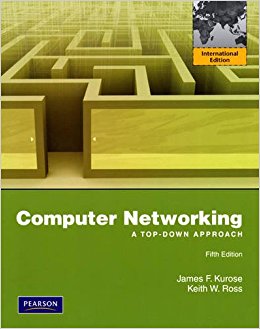 International
Edition
Computer Networking
A TOP-DOWN APPROACH
Fifth Edition
James F. Kurose
Keith W. Ross
PEARSON